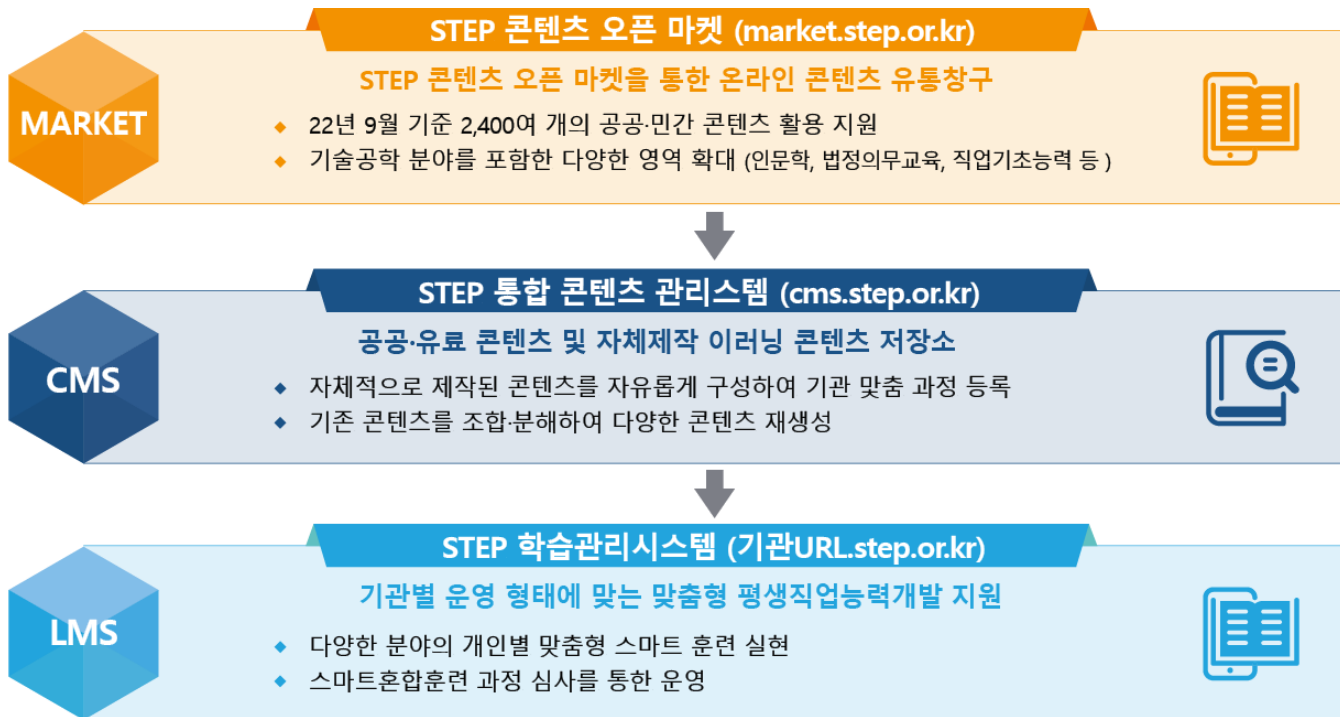 STEP 콘텐츠 오픈 마켓 (market.step.or.kr)
MARKET
STEP 콘텐츠 오픈 마켓을 통한 온라인 콘텐츠 유통창구
◆ 22년 9월 기준 2,400여 개의 공공·민간 콘텐츠 활용 지원
◆ 기술공학 분야를 포함한 다양한 영역 확대 (인문학, 법정의무교육, 직업기초능력 등 )
STEP 통합 콘텐츠 관리스템 (cms.step.or.kr)
CMS
공공·유료 콘텐츠 및 자체제작 이러닝 콘텐츠 저장소
◆ 자체적으로 제작된 콘텐츠를 자유롭게 구성하여 기관 맞춤 과정 등록
◆ 기존 콘텐츠를 조합·분해하여 다양한 콘텐츠 재생성
STEP 학습관리시스템 (기관URL.step.or.kr)
LMS
기관별 운영 형태에 맞는 맞춤형 평생직업능력개발 지원
◆ 다양한 분야의 개인별 맞춤형 스마트 훈련 실현
◆ 스마트혼합훈련 과정 심사를 통한 운영